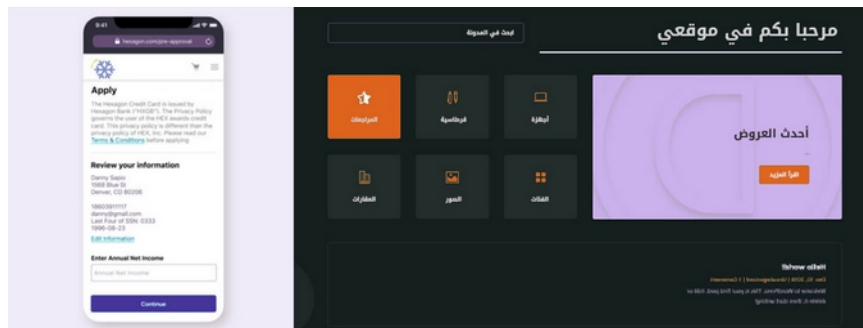 9:41
hexagon.com/pre-approval
Apply
The Hexagon Credit Card is issued by
Hexagon Bank ("HXGB"). The Privacy Policy
governs the user of the HEX awards credit
card. This privacy policy is different than the
privacy policy of HEX, Inc. Please read our
Terms & Conditions before applying
Review your information
Danny Sapio
1568 Blue St
Denver, CO 80206
18603911117
danny@gmail.com
Last Four of SSN: 0333
1996-08-23
Edit Information
Enter Annual Net Income
Annual Net Income
Continue
مرحبا بكم في موقعي
ابحث في المدونة
أحدث العروض
اقرأ المزيد
أجهزة
قرطاسية
المراجعات
الفئات
الصور
العقارات
Hello world!
Dec 10, 2018 | Uncategorized | 1 Comment
Welcome to WordPress. This is your first post. Edit or
delete it, then start writing!